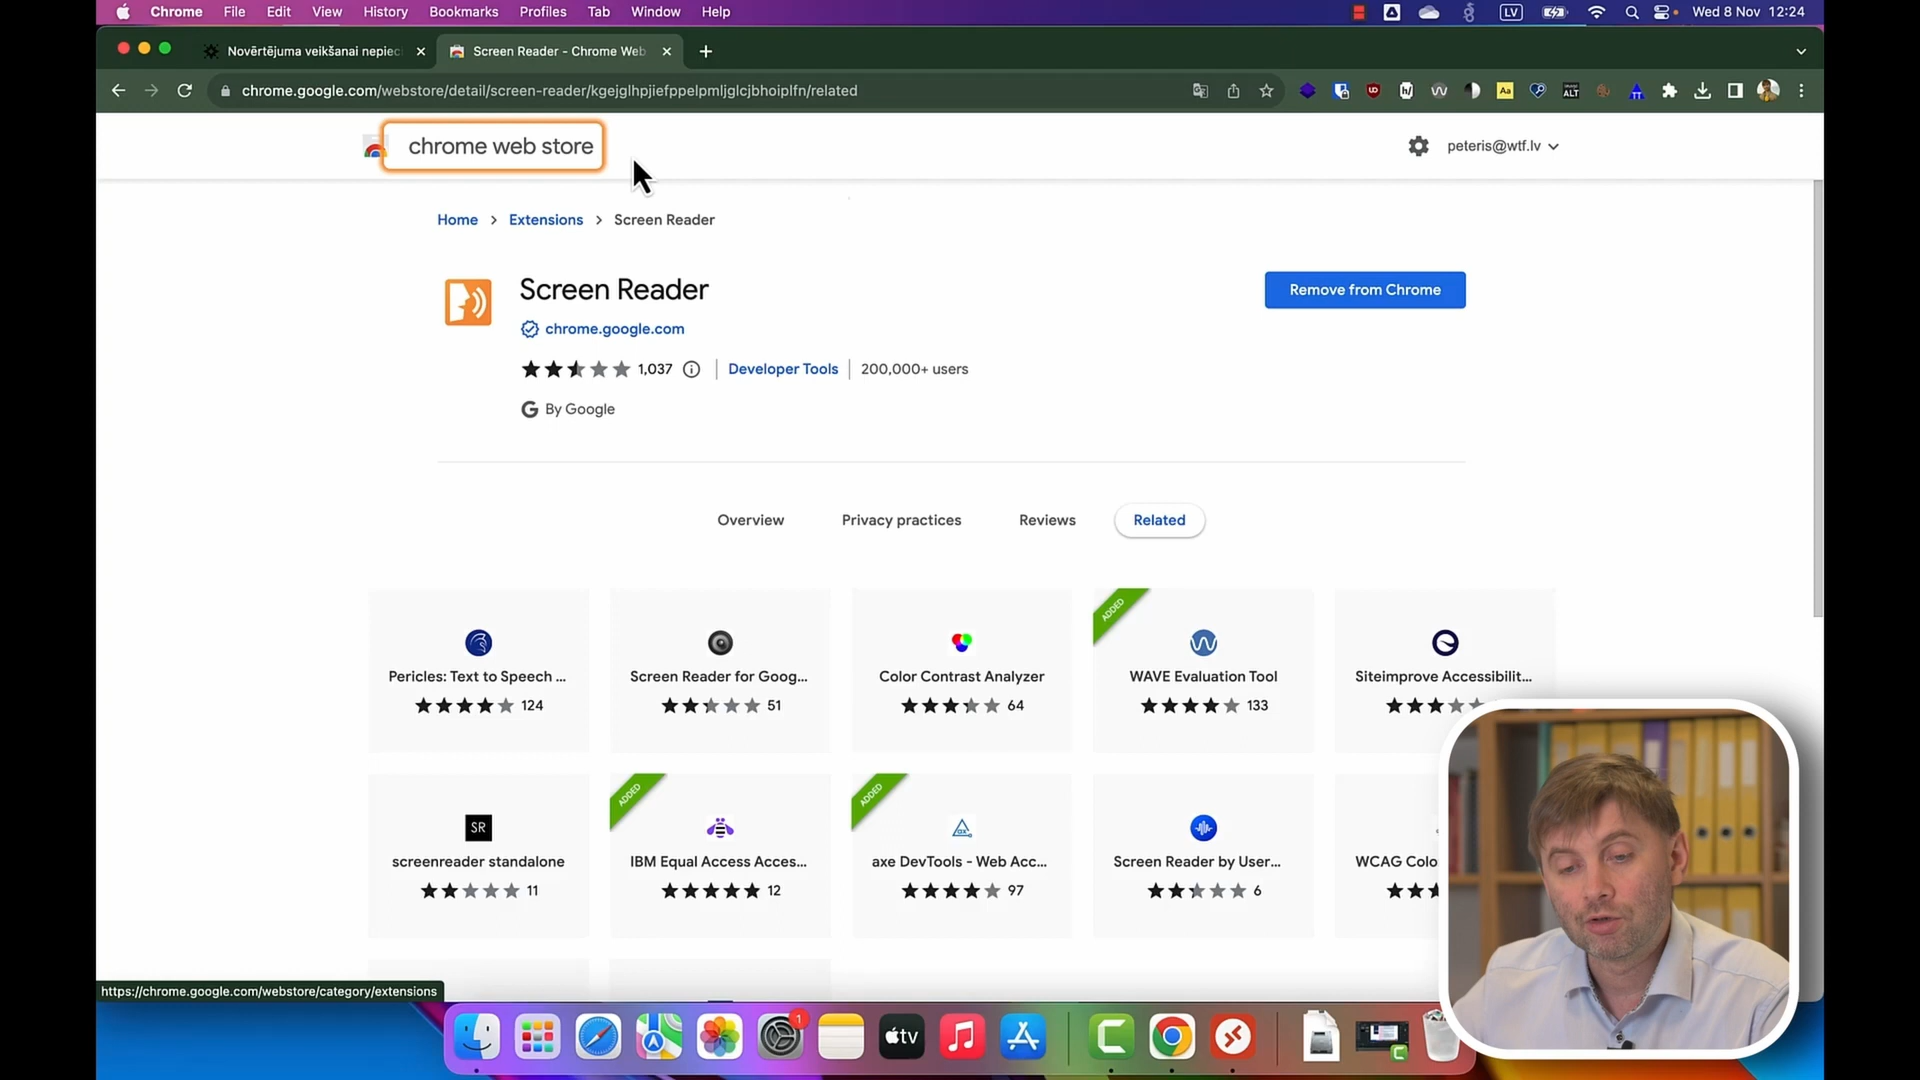 Chrome File Edit View History Bookmarks Profiles Tab Window Help LV Wed 8 Nov 12:24
Novērtējuma veikšanai nepieci Screen Reader - Chrome Web
chrome.google.com/webstore/detail/screen-reader/kgejglhpjiefppelpmljglcjbhoiplfn/related
chrome web store
peteris@wtf.lv
Home > Extensions > Screen Reader
Screen Reader
Remove from Chrome
chrome.google.com
1,037 Developer Tools 200,000+ users
By Google
Overview Privacy practices Reviews Related
ADDED
Pericles: Text to Speech ... Screen Reader for Goog... Color Contrast Analyzer WAVE Evaluation Tool Siteimprove Accessibilit...
124 51 64 133
ADDED ADDED
SR
screenreader standalone IBM Equal Access Acces... axe DevTools - Web Acc... Screen Reader by User... WCAG Colo
11 12 97 6
https://chrome.google.com/webstore/category/extensions
1
tv